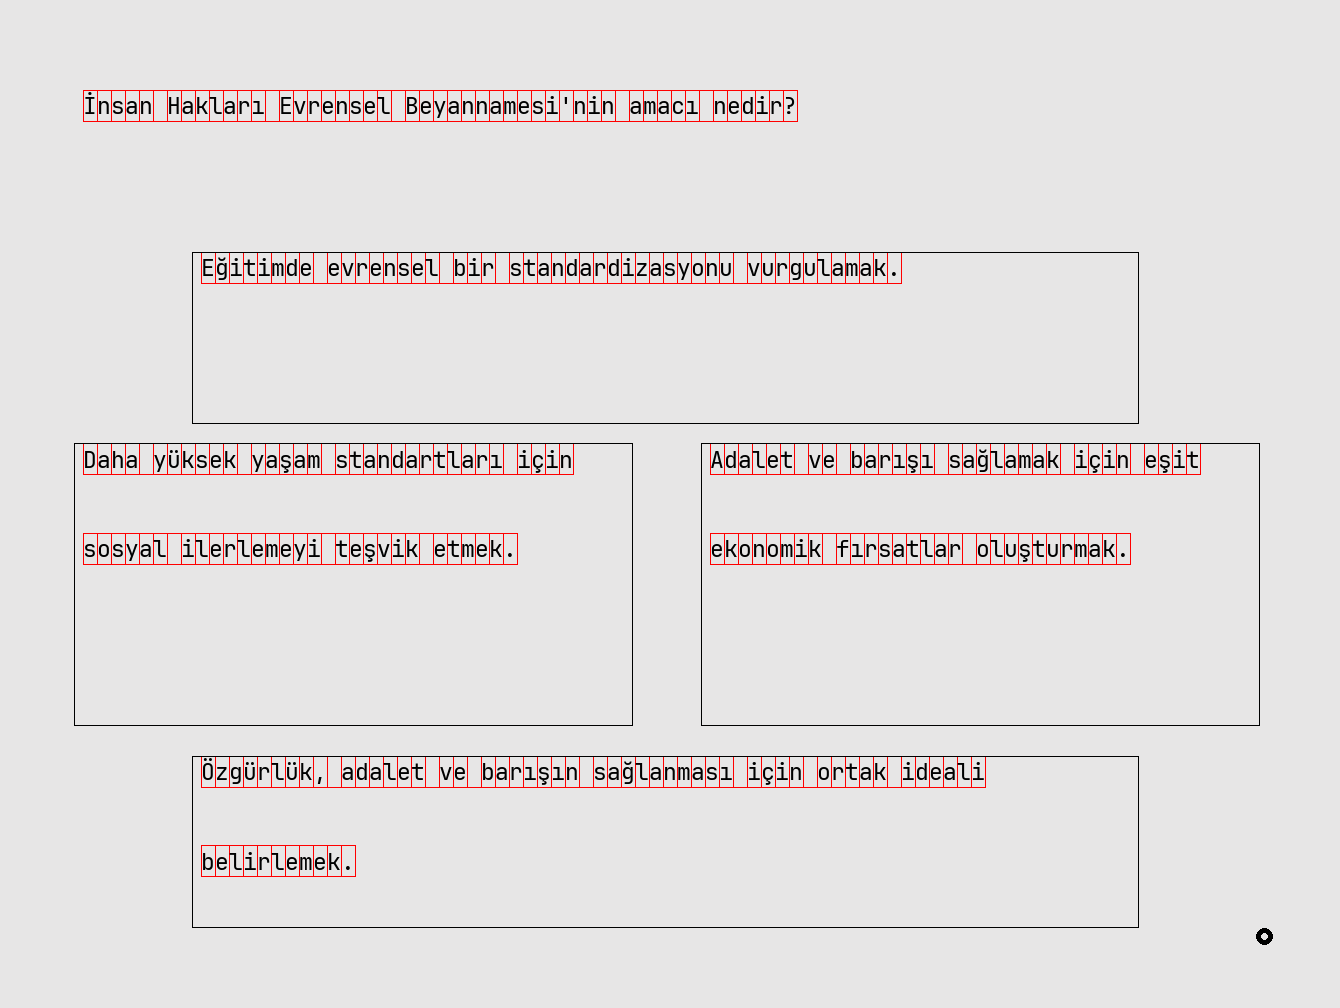 İnsan Hakları Evrensel Beyannamesi'nin amacı nedir?
Eğitimde evrensel bir standardizasyonu vurgulamak.
Daha yüksek yaşam standartları için
sosyal ilerlemeyi teşvik etmek.
Adalet ve barışı sağlamak için eşit
ekonomik fırsatlar oluşturmak.
Özgürlük, adalet ve barışın sağlanması için ortak ideali
belirlemek.